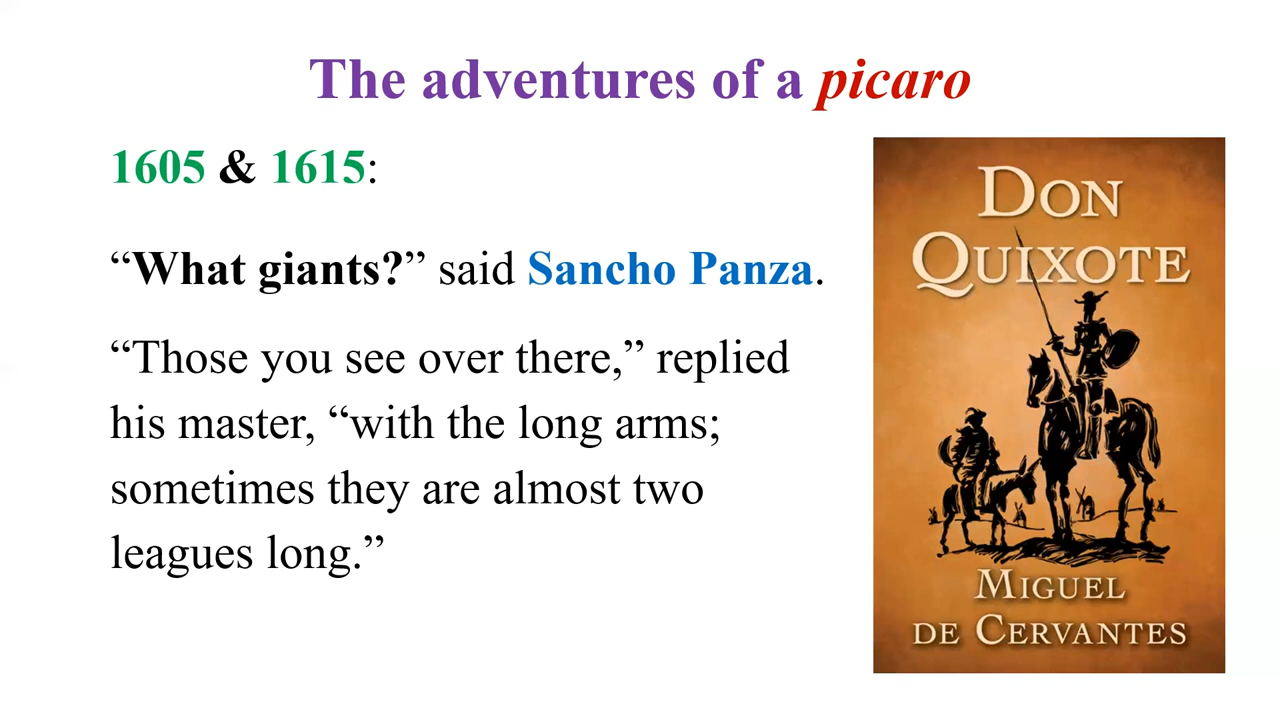 The adventures of a picaro
1605 & 1615:
“What giants?” said Sancho Panza.
“Those you see over there,” replied
his master, “with the long arms;
sometimes they are almost two
leagues long.”
DON
QUIXOTE
MIGUEL
DE CERVANTES